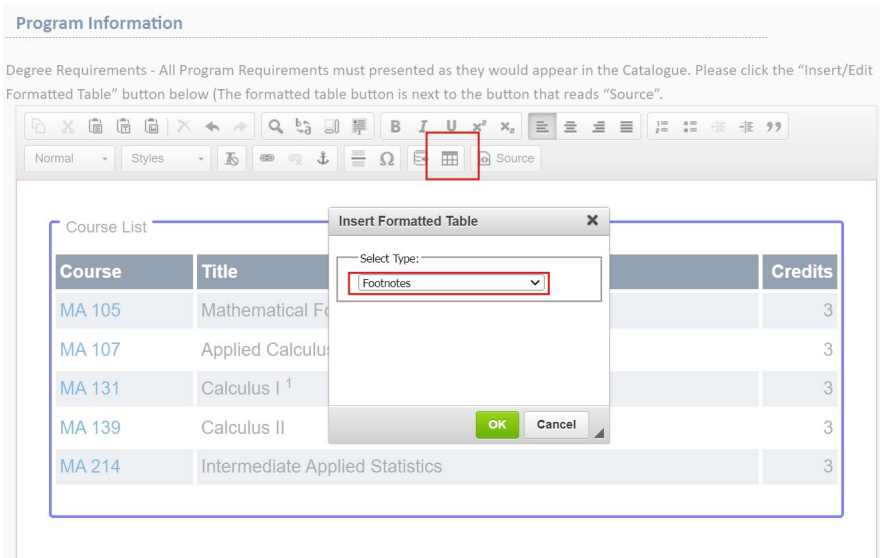 Program Information
Degree Requirements - All Program Requirements must presented as they would appear in the Catalogue. Please click the “Insert/Edit
Formatted Table” button below (The formatted table button is next to the button that reads “Source”.
B I U x² xₐ
Normal Styles Ω Source
Course List
Insert Formatted Table
Select Type:
Footnotes
OK Cancel
Course Title Credits
MA 105 Mathematical 3
MA 107 Applied Calculus 3
MA 131 Calculus I ¹ 3
MA 139 Calculus II 3
MA 214 Intermediate Applied Statistics 3